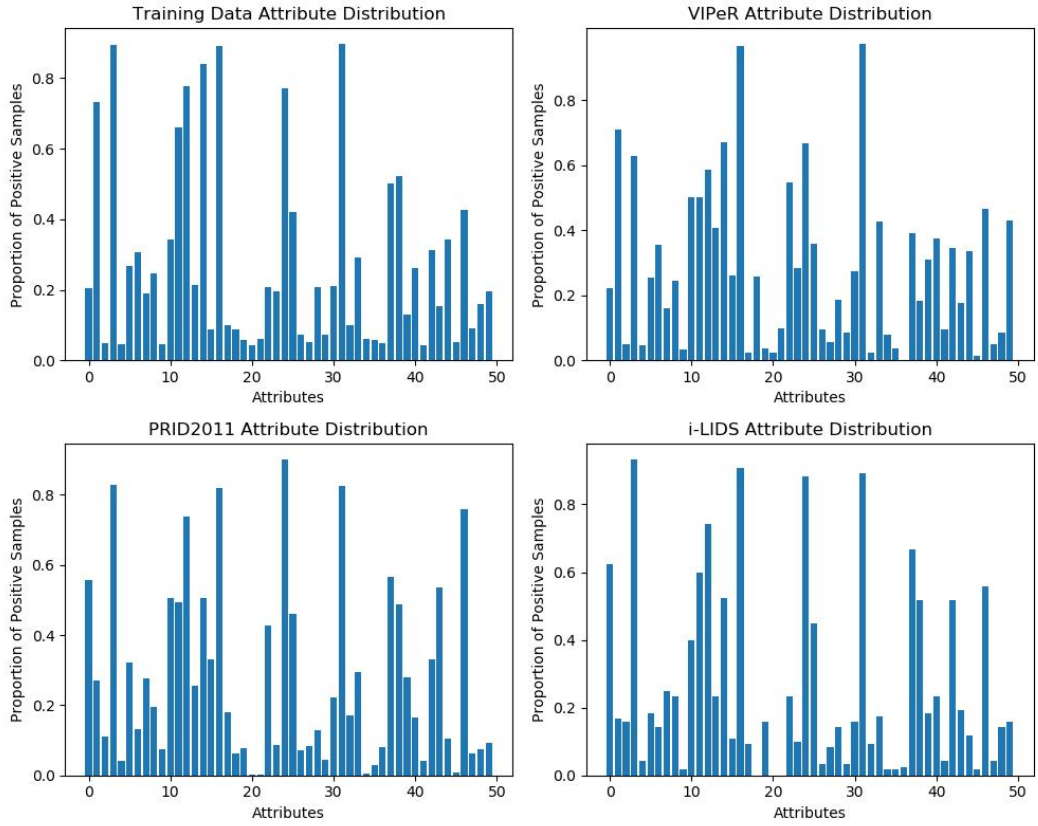 Training Data Attribute Distribution
Proportion of Positive Samples
0.8
0.6
0.4
0.2
0.0
0 10 20 30 40 50
Attributes
VIPeR Attribute Distribution
Proportion of Positive Samples
0.8
0.6
0.4
0.2
0.0
0 10 20 30 40 50
Attributes
PRID2011 Attribute Distribution
Proportion of Positive Samples
0.8
0.6
0.4
0.2
0.0
0 10 20 30 40 50
Attributes
i-LIDS Attribute Distribution
Proportion of Positive Samples
0.8
0.6
0.4
0.2
0.0
0 10 20 30 40 50
Attributes